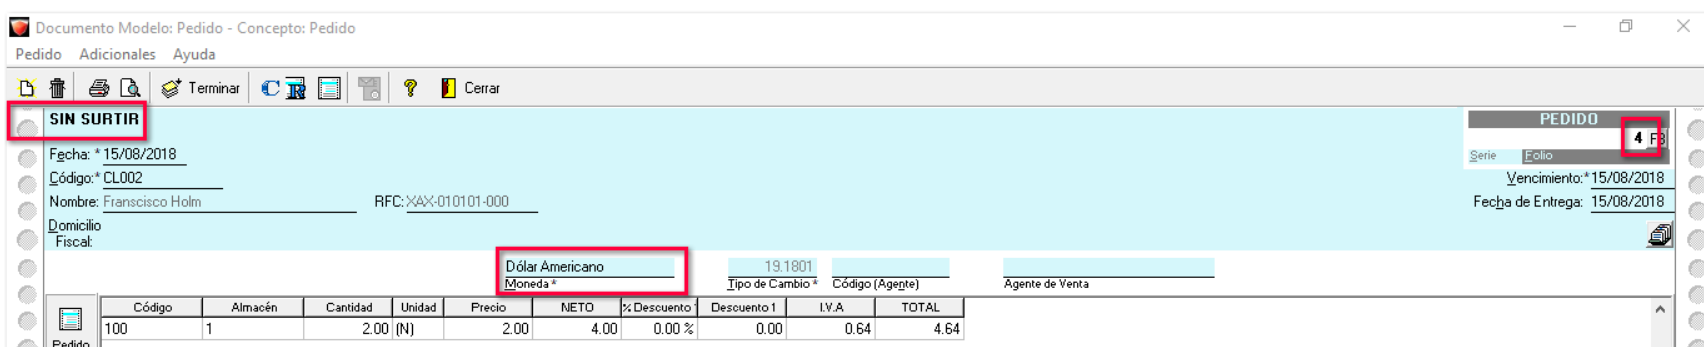 Documento Modelo: Pedido - Concepto: Pedido
Pedido Adicionales Ayuda
Terminar Cerrar
SIN SURTIR
PEDIDO
4 F3
Serie Folio
Fecha: * 15/08/2018
Código:* CL002
Vencimiento:* 15/08/2018
Nombre: Franscisco Holm RFC: XAX-010101-000
Fecha de Entrega: 15/08/2018
Domicilio
Fiscal:
Dólar Americano 19.1801
Moneda * Tipo de Cambio * Código (Agente) Agente de Venta
Código Almacén Cantidad Unidad Precio NETO % Descuento 1 Descuento 1 I.V.A TOTAL
100 1 2.00 (N) 2.00 4.00 0.00 % 0.00 0.64 4.64
Pedido